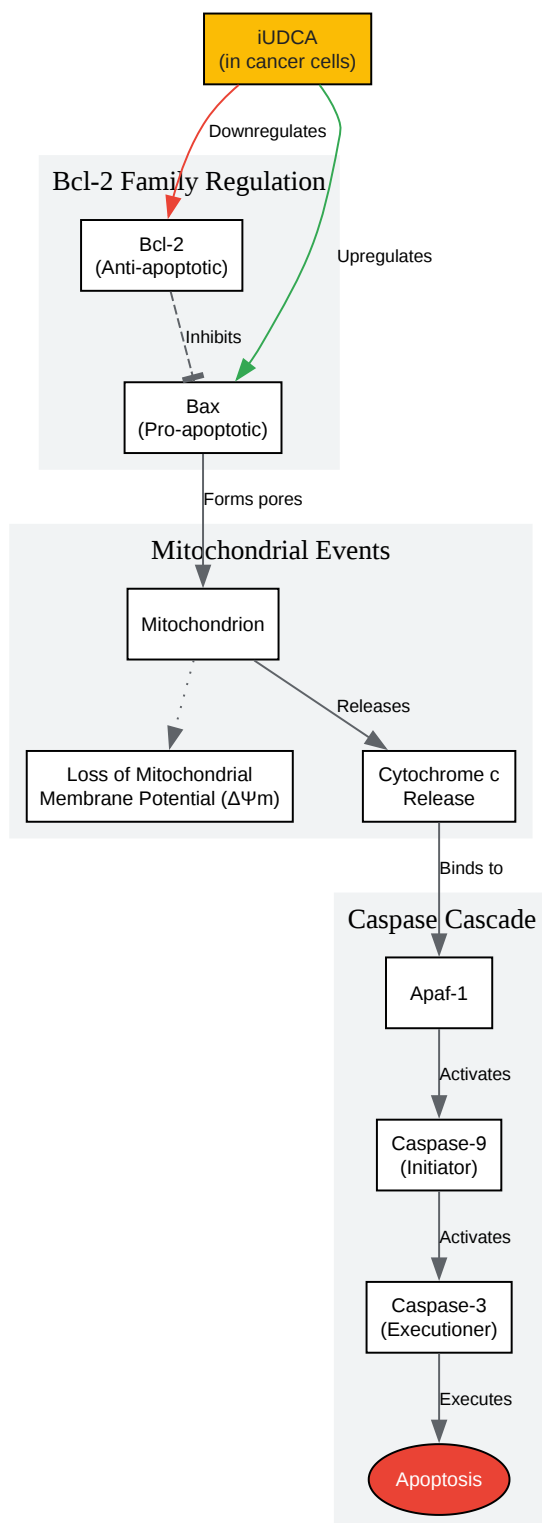 iUDCA
(in cancer cells)
Downregulates
Bcl-2 Family Regulation
Bcl-2
(Anti-apoptotic)
Upregulates
Inhibits
Bax
(Pro-apoptotic)
Forms pores
Mitochondrial Events
Mitochondrion
Releases
Loss of Mitochondrial
Membrane Potential (ΔΨm)
Cytochrome c
Release
Binds to
Caspase Cascade
Apaf-1
Activates
Caspase-9
(Initiator)
Activates
Caspase-3
(Executioner)
Executes
Apoptosis